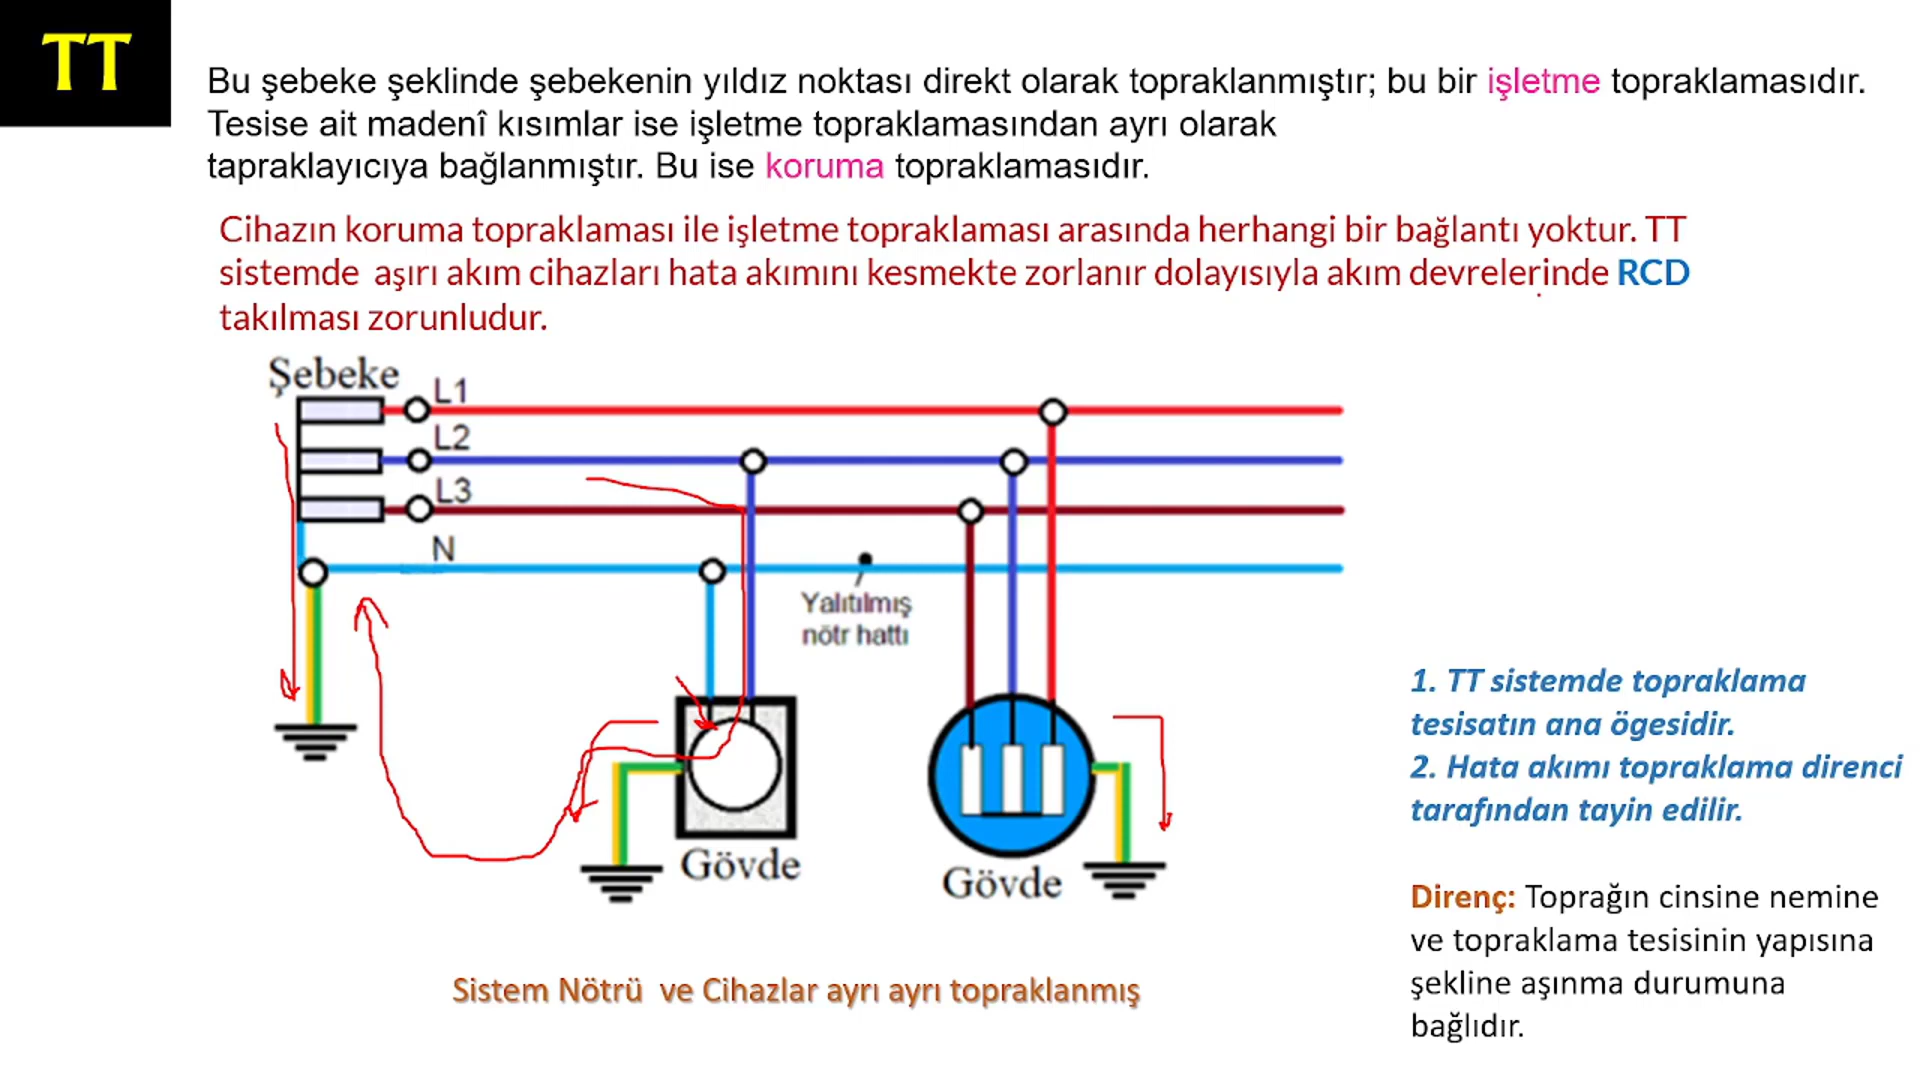 TT
Bu şebeke şeklinde şebekenin yıldız noktası direkt olarak topraklanmıştır; bu bir işletme topraklamasıdır.
Tesise ait madenî kısımlar ise işletme topraklamasından ayrı olarak
tapraklayıcıya bağlanmıştır. Bu ise koruma topraklamasıdır.
Cihazın koruma topraklaması ile işletme topraklaması arasında herhangi bir bağlantı yoktur. TT
sistemde aşırı akım cihazları hata akımını kesmekte zorlanır dolayısıyla akım devrelerinde RCD
takılması zorunludur.
Şebeke
L1
L2
L3
N
Yalıtılmış
nötr hattı
Gövde
Gövde
Sistem Nötrü ve Cihazlar ayrı ayrı topraklanmış
1. TT sistemde topraklama
tesisatın ana ögesidir.
2. Hata akımı topraklama direnci
tarafından tayin edilir.
Direnç: Toprağın cinsine nemine
ve topraklama tesisinin yapısına
şekline aşınma durumuna
bağlıdır.